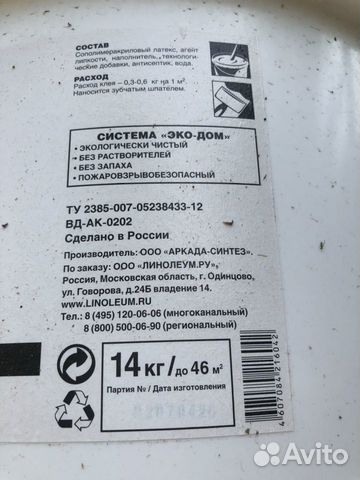 СОСТАВ
Сополимеракриловый латекс, агент
липкости, наполнитель, технологи-
ческие добавки, антисептик, вода.
РАСХОД
Расход клея – 0,3-0,6 кг на 1 м².
Наносится зубчатым шпателем.
СИСТЕМА «ЭКО-ДОМ»
• ЭКОЛОГИЧЕСКИ ЧИСТЫЙ
• БЕЗ РАСТВОРИТЕЛЕЙ
• БЕЗ ЗАПАХА
• ПОЖАРОВЗРЫВОБЕЗОПАСНЫЙ
ТУ 2385-007-05238433-12
ВД-АК-0202
Сделано в России
Производитель: ООО «АРКАДА-СИНТЕЗ».
По заказу: ООО «ЛИНОЛЕУМ.РУ»,
Россия, Московская область, г. Одинцово,
ул. Говорова, д.24Б владение 14.
www.LINOLEUM.RU
Тел.: 8 (495) 120-06-06 (многоканальный)
8 (800) 500-06-90 (региональный)
14 кг/до 46 м²
Партия № / Дата изготовления
4607084216042
Avito